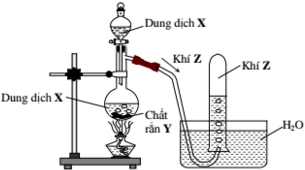 Dung dịch X
Khí Z
Khí Z
Dung dịch X
Chất
rắn Y
H₂O